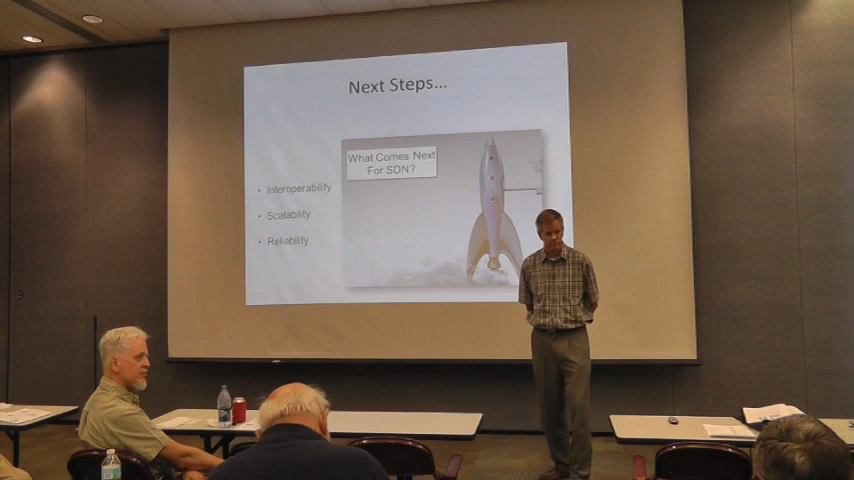 Next Steps...
What Comes Next
For SDN?
• Interoperability
• Scalability
• Reliability